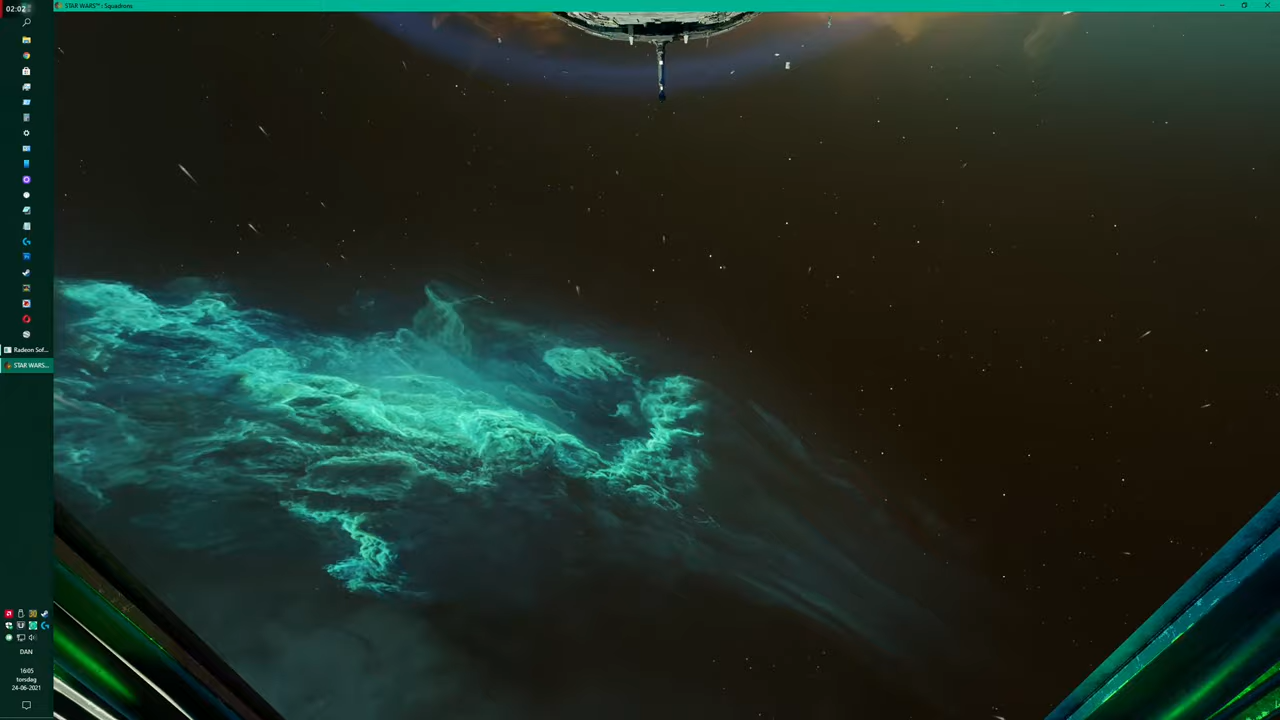 02:02
STAR WARS™: Squadrons
Radeon Sof...
STAR WARS...
DAN
16:05
torsdag
24-06-2021